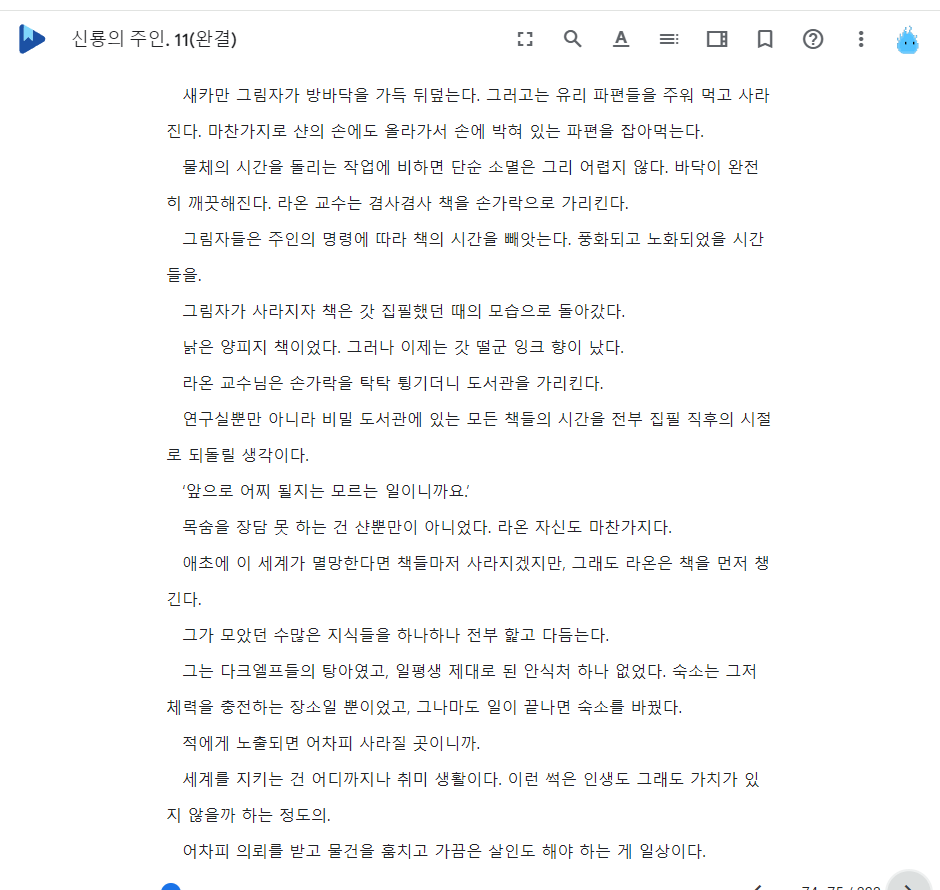 신룡의 주인. 11(완결)
새카만 그림자가 방바닥을 가득 뒤덮는다. 그러고는 유리 파편들을 주워 먹고 사라
진다. 마찬가지로 샨의 손에도 올라가서 손에 박혀 있는 파편을 잡아먹는다.
물체의 시간을 돌리는 작업에 비하면 단순 소멸은 그리 어렵지 않다. 바닥이 완전
히 깨끗해진다. 라온 교수는 겸사겸사 책을 손가락으로 가리킨다.
그림자들은 주인의 명령에 따라 책의 시간을 빼앗는다. 풍화되고 노화되었을 시간
들을.
그림자가 사라지자 책은 갓 집필했던 때의 모습으로 돌아갔다.
낡은 양피지 책이었다. 그러나 이제는 갓 떨군 잉크 향이 났다.
라온 교수님은 손가락을 탁탁 튕기더니 도서관을 가리킨다.
연구실뿐만 아니라 비밀 도서관에 있는 모든 책들의 시간을 전부 집필 직후의 시절
로 되돌릴 생각이다.
‘앞으로 어찌 될지는 모르는 일이니까요.’
목숨을 장담 못 하는 건 샨뿐만이 아니었다. 라온 자신도 마찬가지다.
애초에 이 세계가 멸망한다면 책들마저 사라지겠지만, 그래도 라온은 책을 먼저 챙
긴다.
그가 모았던 수많은 지식들을 하나하나 전부 핥고 다듬는다.
그는 다크엘프들의 탕아였고, 일평생 제대로 된 안식처 하나 없었다. 숙소는 그저
체력을 충전하는 장소일 뿐이었고, 그나마도 일이 끝나면 숙소를 바꿨다.
적에게 노출되면 어차피 사라질 곳이니까.
세계를 지키는 건 어디까지나 취미 생활이다. 이런 썩은 인생도 그래도 가치가 있
지 않을까 하는 정도의.
어차피 의뢰를 받고 물건을 훔치고 가끔은 살인도 해야 하는 게 일상이다.